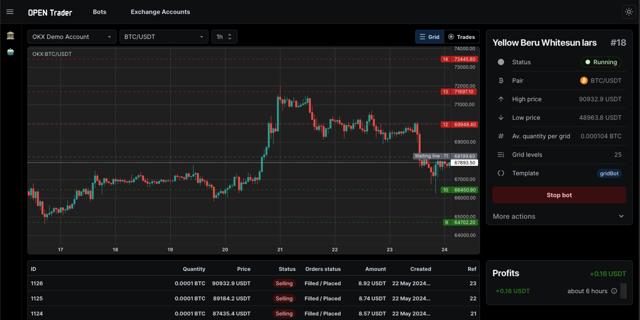 OPEN Trader Bots Exchange Accounts
OKX Demo Account BTC/USDT 1h Grid Trades
OKX:BTC/USDT
74000.00
14 73445.80
73000.00
72000.00
13 71697.10
71000.00
70000.00
12 69948.40
69000.00
Waiting line 11 68199.60
67893.50
67000.00
10 66450.90
66000.00
65000.00
9 64702.20
64000.00
17 18 19 20 21 22 23 24
ID Quantity Price Status Orders status Amount Created Ref
1126 0.0001 BTC 90932.9 USDT Selling Filled / Placed 8.92 USDT 22 May 2024... 23
1125 0.0001 BTC 89184.2 USDT Selling Filled / Placed 8.74 USDT 22 May 2024... 22
1124 0.0001 BTC 87435.4 USDT Selling Filled / Placed 8.57 USDT 22 May 2024... 21
Yellow Beru Whitesun lars #18
Status Running
Pair BTC/USDT
High price 90932.9 USDT
Low price 48963.8 USDT
Av. quantity per grid 0.000104 BTC
Grid levels 25
Template gridBot
Stop bot
More actions
Profits +0.16 USDT
+0.16 USDT about 6 hours